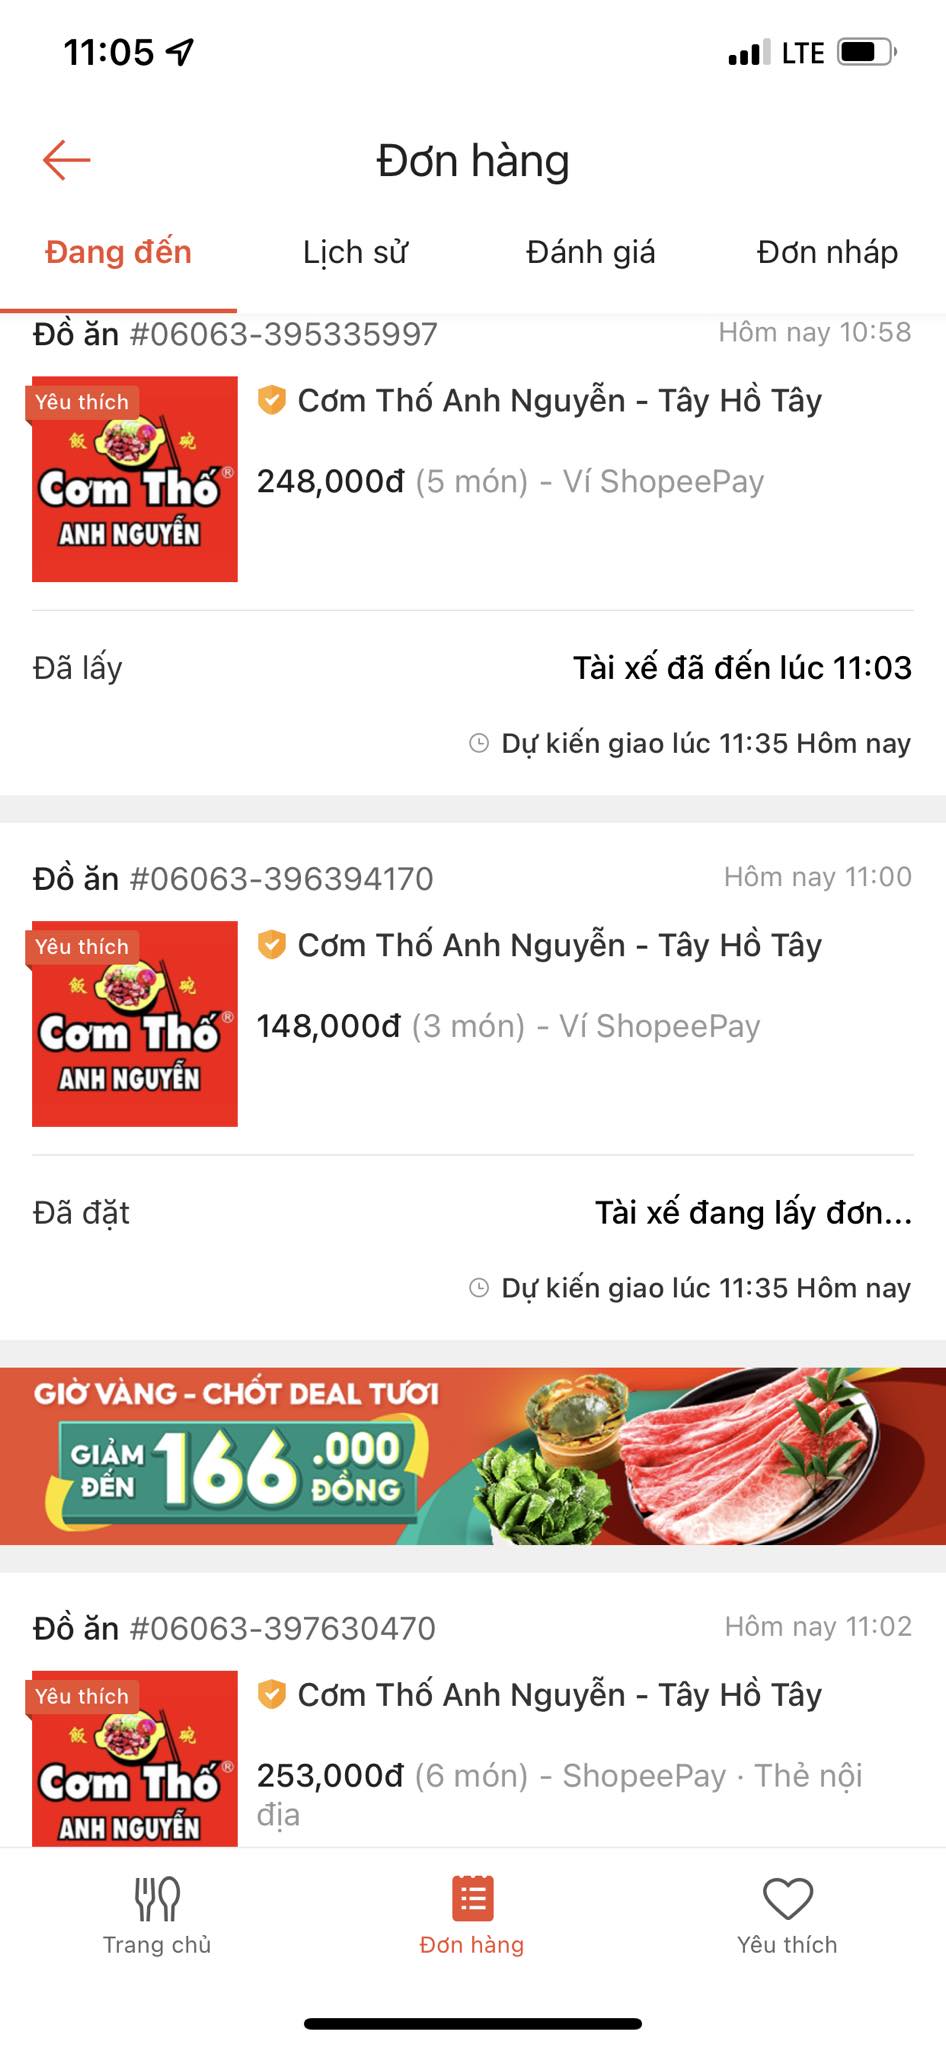 11:05
LTE
Đơn hàng
Đang đến
Lịch sử
Đánh giá
Đơn nháp
Đồ ăn #06063-395335997
Hôm nay 10:58
Yêu thích
飯 碗
Cơm Thố®
ANH NGUYỄN
Cơm Thố Anh Nguyễn - Tây Hồ Tây
248,000đ (5 món) - Ví ShopeePay
Đã lấy
Tài xế đã đến lúc 11:03
Dự kiến giao lúc 11:35 Hôm nay
Đồ ăn #06063-396394170
Hôm nay 11:00
Yêu thích
飯 碗
Cơm Thố®
ANH NGUYỄN
Cơm Thố Anh Nguyễn - Tây Hồ Tây
148,000đ (3 món) - Ví ShopeePay
Đã đặt
Tài xế đang lấy đơn...
Dự kiến giao lúc 11:35 Hôm nay
GIỜ VÀNG - CHỐT DEAL TƯƠI
GIẢM ĐẾN 166.000 ĐỒNG
Đồ ăn #06063-397630470
Hôm nay 11:02
Yêu thích
飯 碗
Cơm Thố®
ANH NGUYỄN
Cơm Thố Anh Nguyễn - Tây Hồ Tây
253,000đ (6 món) - ShopeePay · Thẻ nội
địa
Trang chủ
Đơn hàng
Yêu thích